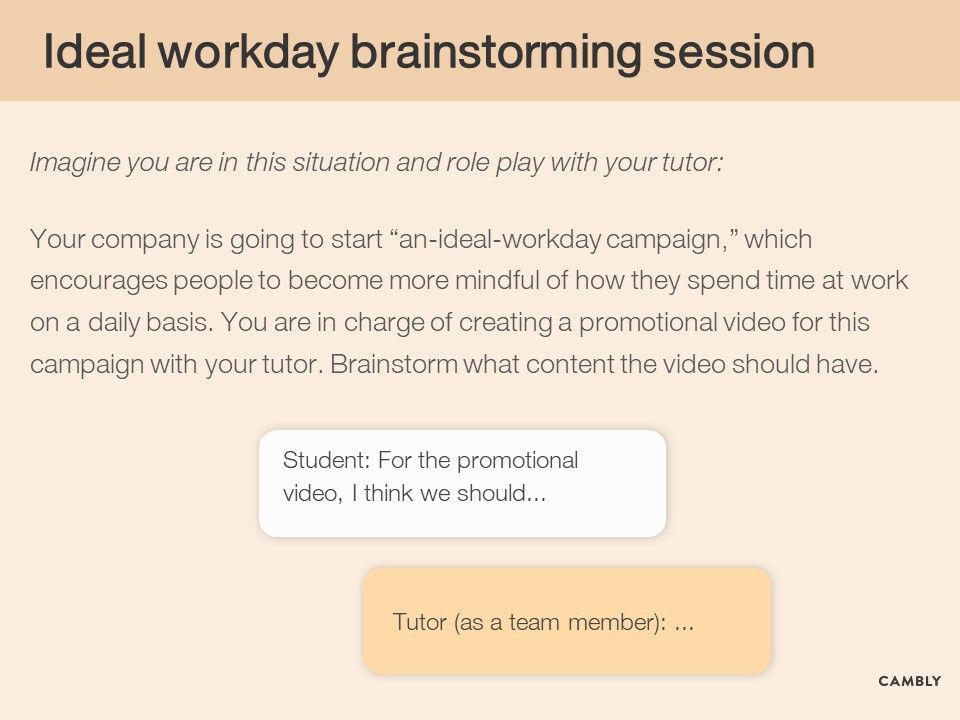 Ideal workday brainstorming session
Imagine you are in this situation and role play with your tutor:
Your company is going to start “an-ideal-workday campaign,” which
encourages people to become more mindful of how they spend time at work
on a daily basis. You are in charge of creating a promotional video for this
campaign with your tutor. Brainstorm what content the video should have.
Student: For the promotional
video, I think we should...
Tutor (as a team member): ...
CAMBLY